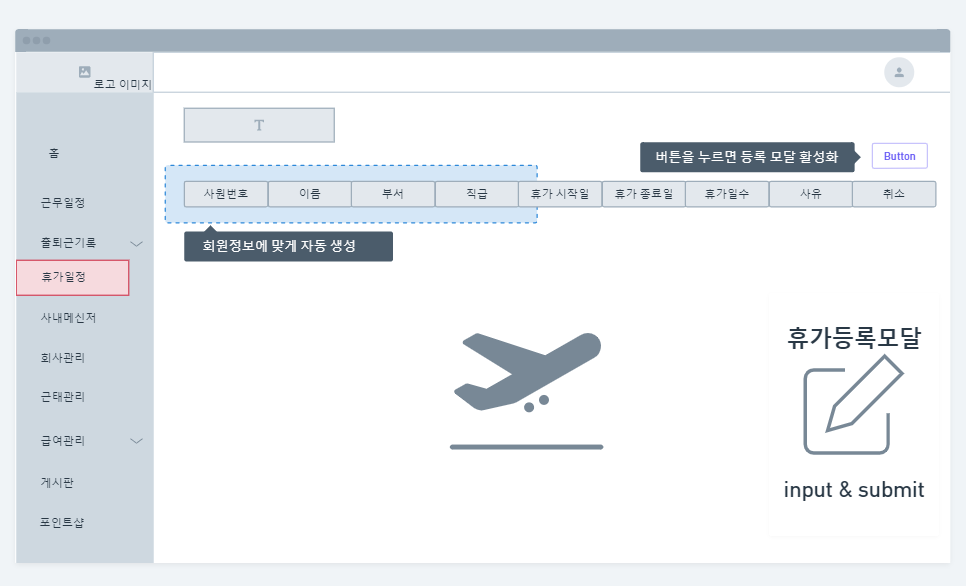 로고 이미지
홈
근무일정
출퇴근기록
휴가일정
사내메신저
회사관리
근태관리
급여관리
게시판
포인트샵
T
버튼을 누르면 등록 모달 활성화
Button
사원번호 이름 부서 직급 휴가 시작일 휴가 종료일 휴가일수 사유 취소
회원정보에 맞게 자동 생성
휴가등록모달
input & submit